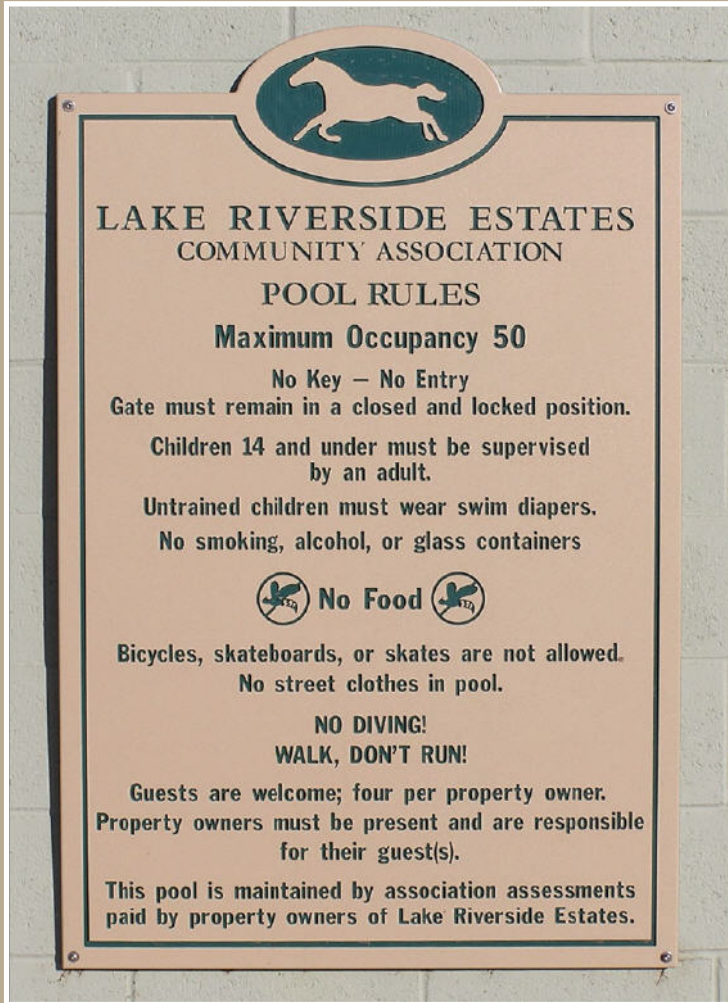 LAKE RIVERSIDE ESTATES
COMMUNITY ASSOCIATION
POOL RULES
Maximum Occupancy 50
No Key – No Entry
Gate must remain in a closed and locked position.
Children 14 and under must be supervised
by an adult.
Untrained children must wear swim diapers.
No smoking, alcohol, or glass containers
No Food
Bicycles, skateboards, or skates are not allowed.
No street clothes in pool.
NO DIVING!
WALK, DON'T RUN!
Guests are welcome; four per property owner.
Property owners must be present and are responsible
for their guest(s).
This pool is maintained by association assessments
paid by property owners of Lake Riverside Estates.